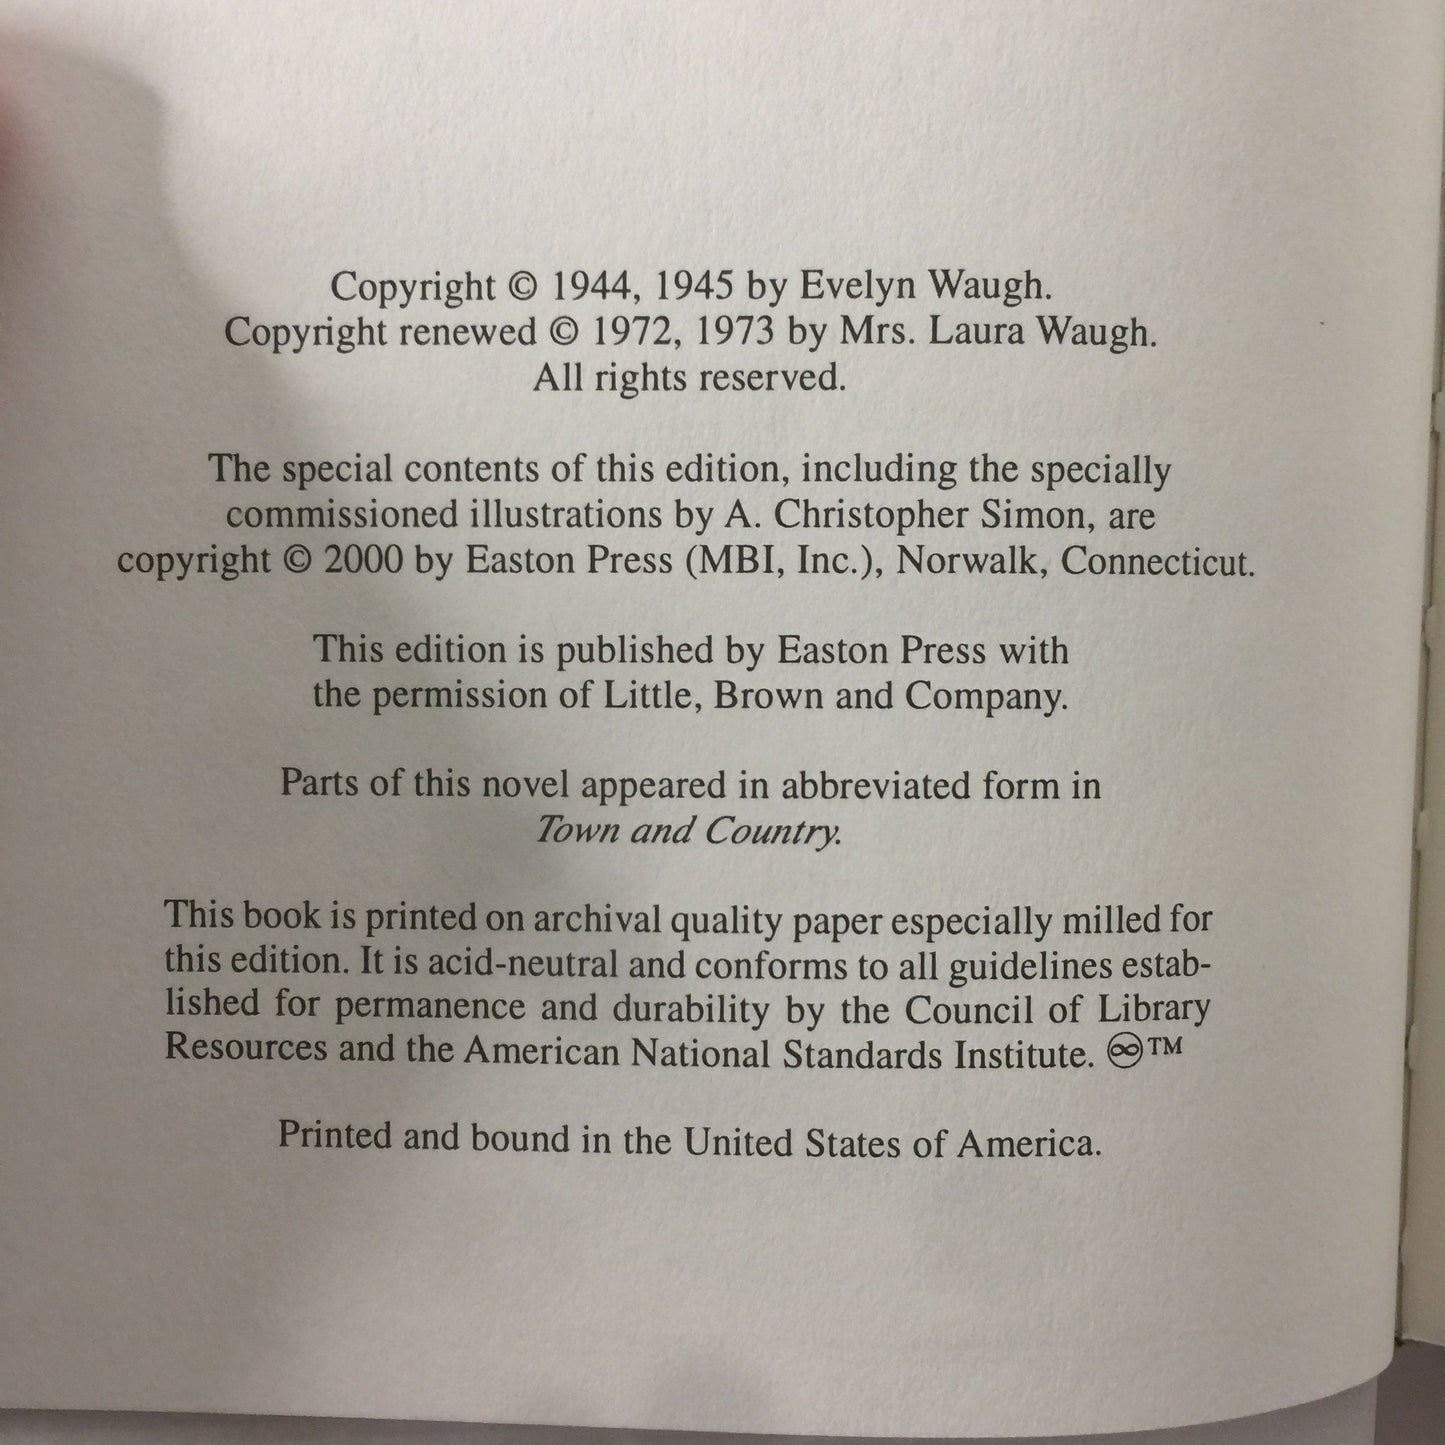 Copyright © 1944, 1945 by Evelyn Waugh.
Copyright renewed © 1972, 1973 by Mrs. Laura Waugh.
All rights reserved.
The special contents of this edition, including the specially
commissioned illustrations by A. Christopher Simon, are
copyright © 2000 by Easton Press (MBI, Inc.), Norwalk, Connecticut.
This edition is published by Easton Press with
the permission of Little, Brown and Company.
Parts of this novel appeared in abbreviated form in
Town and Country.
This book is printed on archival quality paper especially milled for
this edition. It is acid-neutral and conforms to all guidelines estab-
lished for permanence and durability by the Council of Library
Resources and the American National Standards Institute. ♾™
Printed and bound in the United States of America.